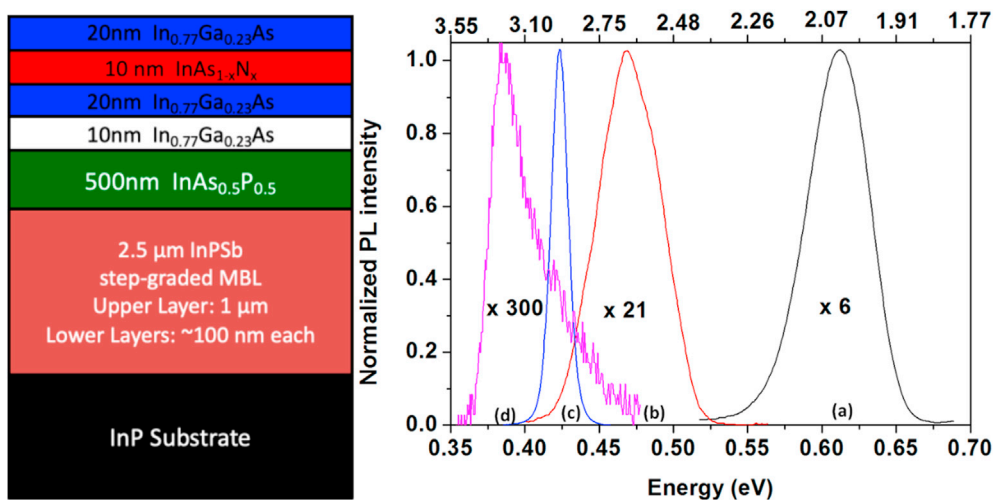 20nm In0.77Ga0.23As
10 nm InAs1-xNx
20nm In0.77Ga0.23As
10nm In0.77Ga0.23As
500nm InAs0.5P0.5
2.5 µm InPSb
step-graded MBL
Upper Layer: 1 µm
Lower Layers: ~100 nm each
InP Substrate
3.55 3.10 2.75 2.48 2.26 2.07 1.91 1.77
Normalized PL intensity
1.0
0.8
0.6
0.4
0.2
0.0
x 300
x 21
x 6
(d) (c) (b) (a)
0.35 0.40 0.45 0.50 0.55 0.60 0.65 0.70
Energy (eV)